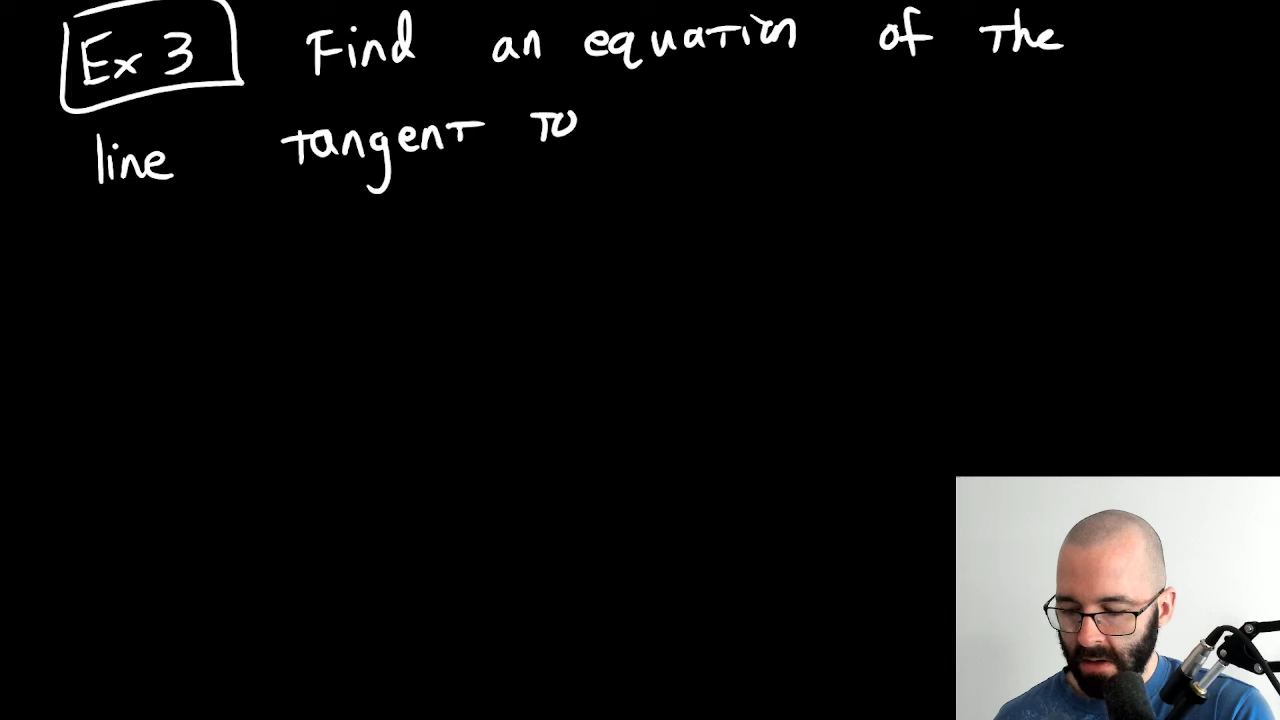 Ex 3 Find an equation of the
line tangent to